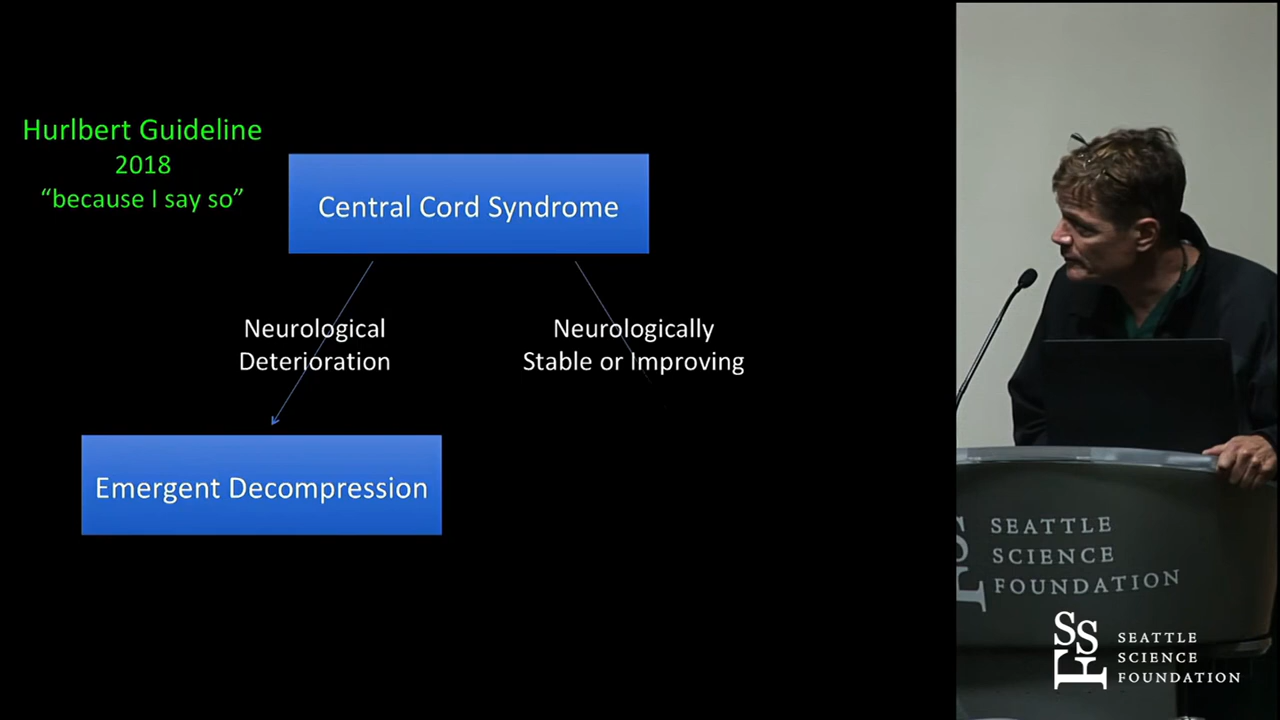 Hurlbert Guideline
2018
“because I say so”
Central Cord Syndrome
Neurological
Deterioration
Neurologically
Stable or Improving
Emergent Decompression
SEATTLE
SCIENCE
FOUNDATION
SSF
SEATTLE
SCIENCE
FOUNDATION